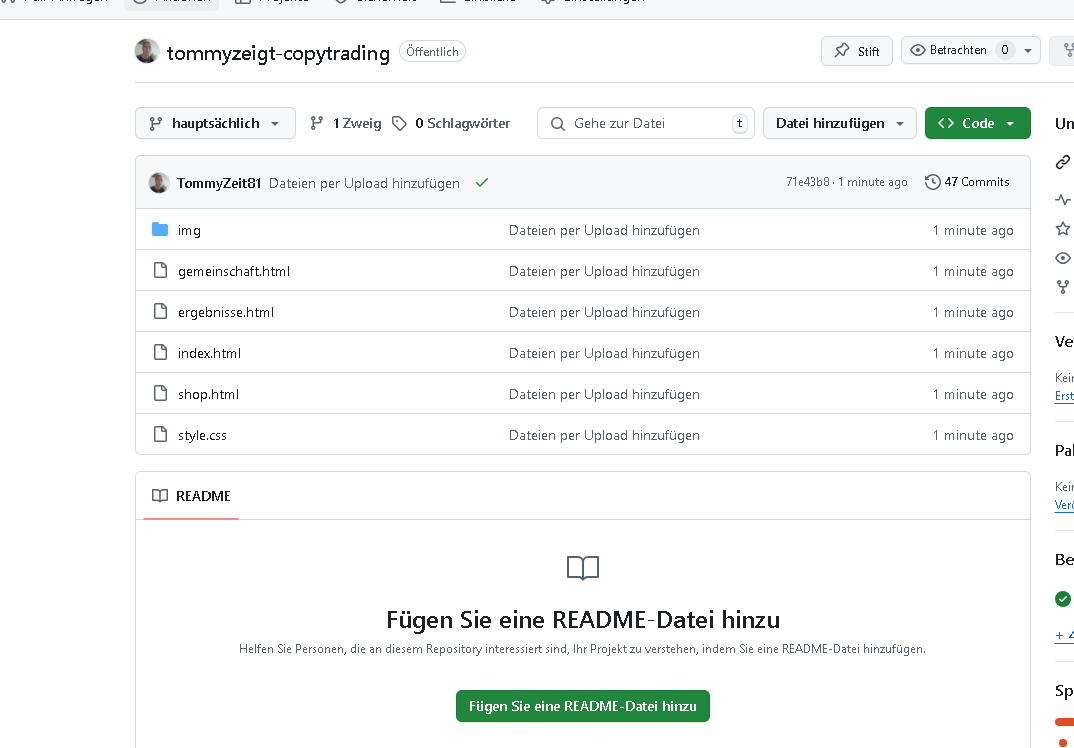 Aktionen Projekte
tommyzeigt-copytrading Öffentlich Stift Betrachten 0
hauptsächlich 1 Zweig 0 Schlagwörter Gehe zur Datei t Datei hinzufügen Code
TommyZeit81 Dateien per Upload hinzufügen 71e43b8 · 1 minute ago 47 Commits
img Dateien per Upload hinzufügen 1 minute ago
gemeinschaft.html Dateien per Upload hinzufügen 1 minute ago
ergebnisse.html Dateien per Upload hinzufügen 1 minute ago
index.html Dateien per Upload hinzufügen 1 minute ago
shop.html Dateien per Upload hinzufügen 1 minute ago
style.css Dateien per Upload hinzufügen 1 minute ago
README
Fügen Sie eine README-Datei hinzu
Helfen Sie Personen, die an diesem Repository interessiert sind, Ihr Projekt zu verstehen, indem Sie eine README-Datei hinzufügen.
Fügen Sie eine README-Datei hinzu
Un
Ve
Kein
Erst
Pa
Kein
Verö
Be
+ 4
Sp